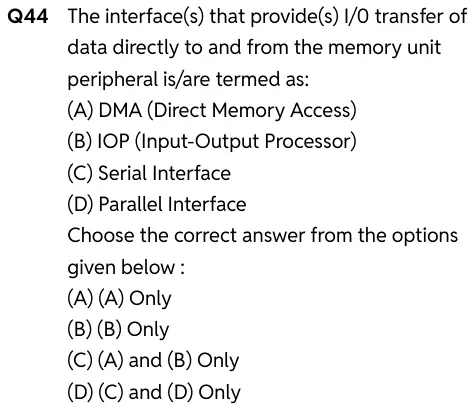 Q44 The interface(s) that provide(s) I/0 transfer of
data directly to and from the memory unit
peripheral is/are termed as:
(A) DMA (Direct Memory Access)
(B) IOP (Input-Output Processor)
(C) Serial Interface
(D) Parallel Interface
Choose the correct answer from the options
given below :
(A) (A) Only
(B) (B) Only
(C) (A) and (B) Only
(D) (C) and (D) Only